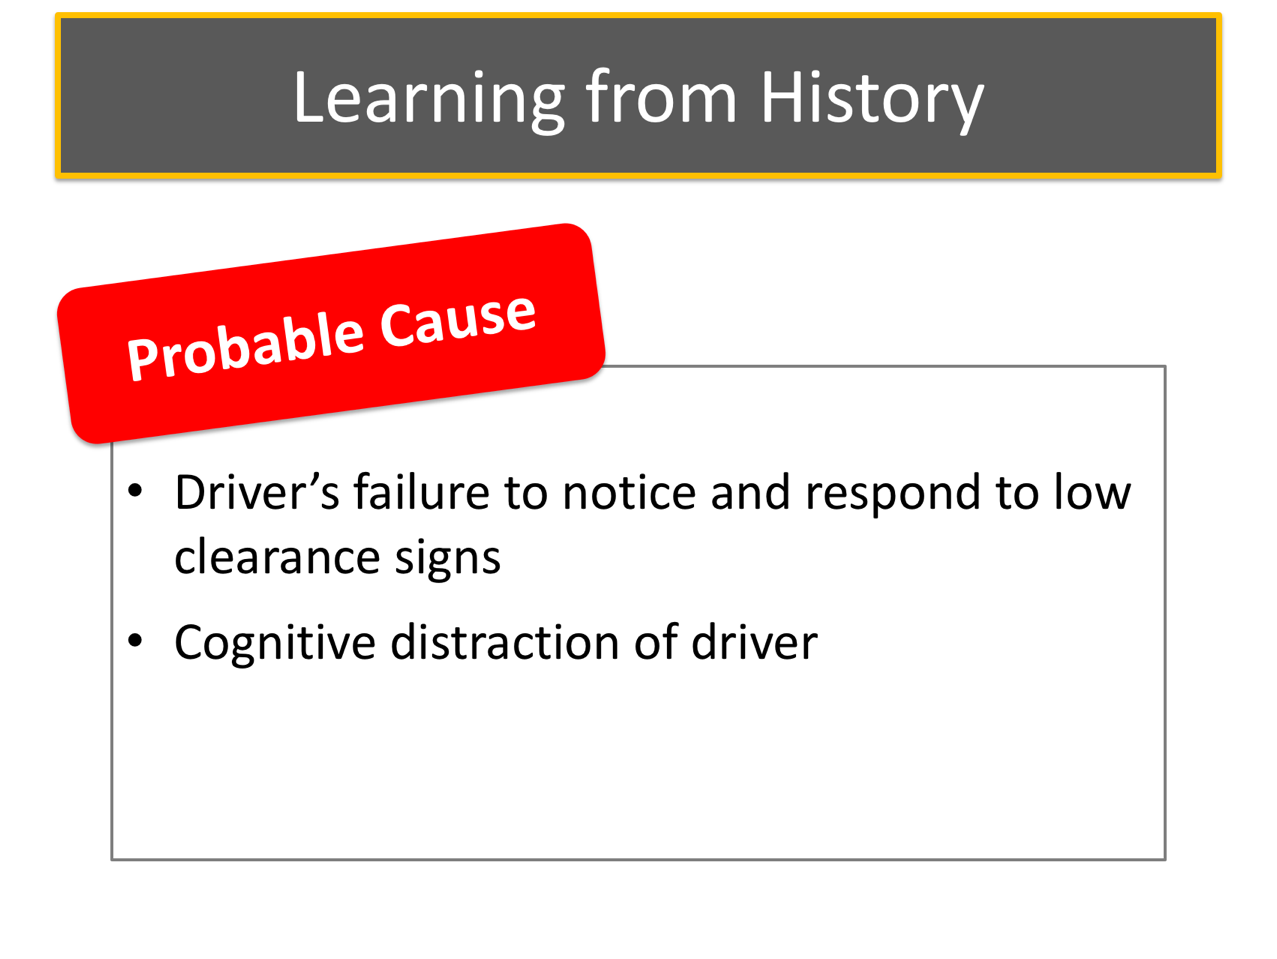 Learning from History
Probable Cause
• Driver’s failure to notice and respond to low
clearance signs
• Cognitive distraction of driver